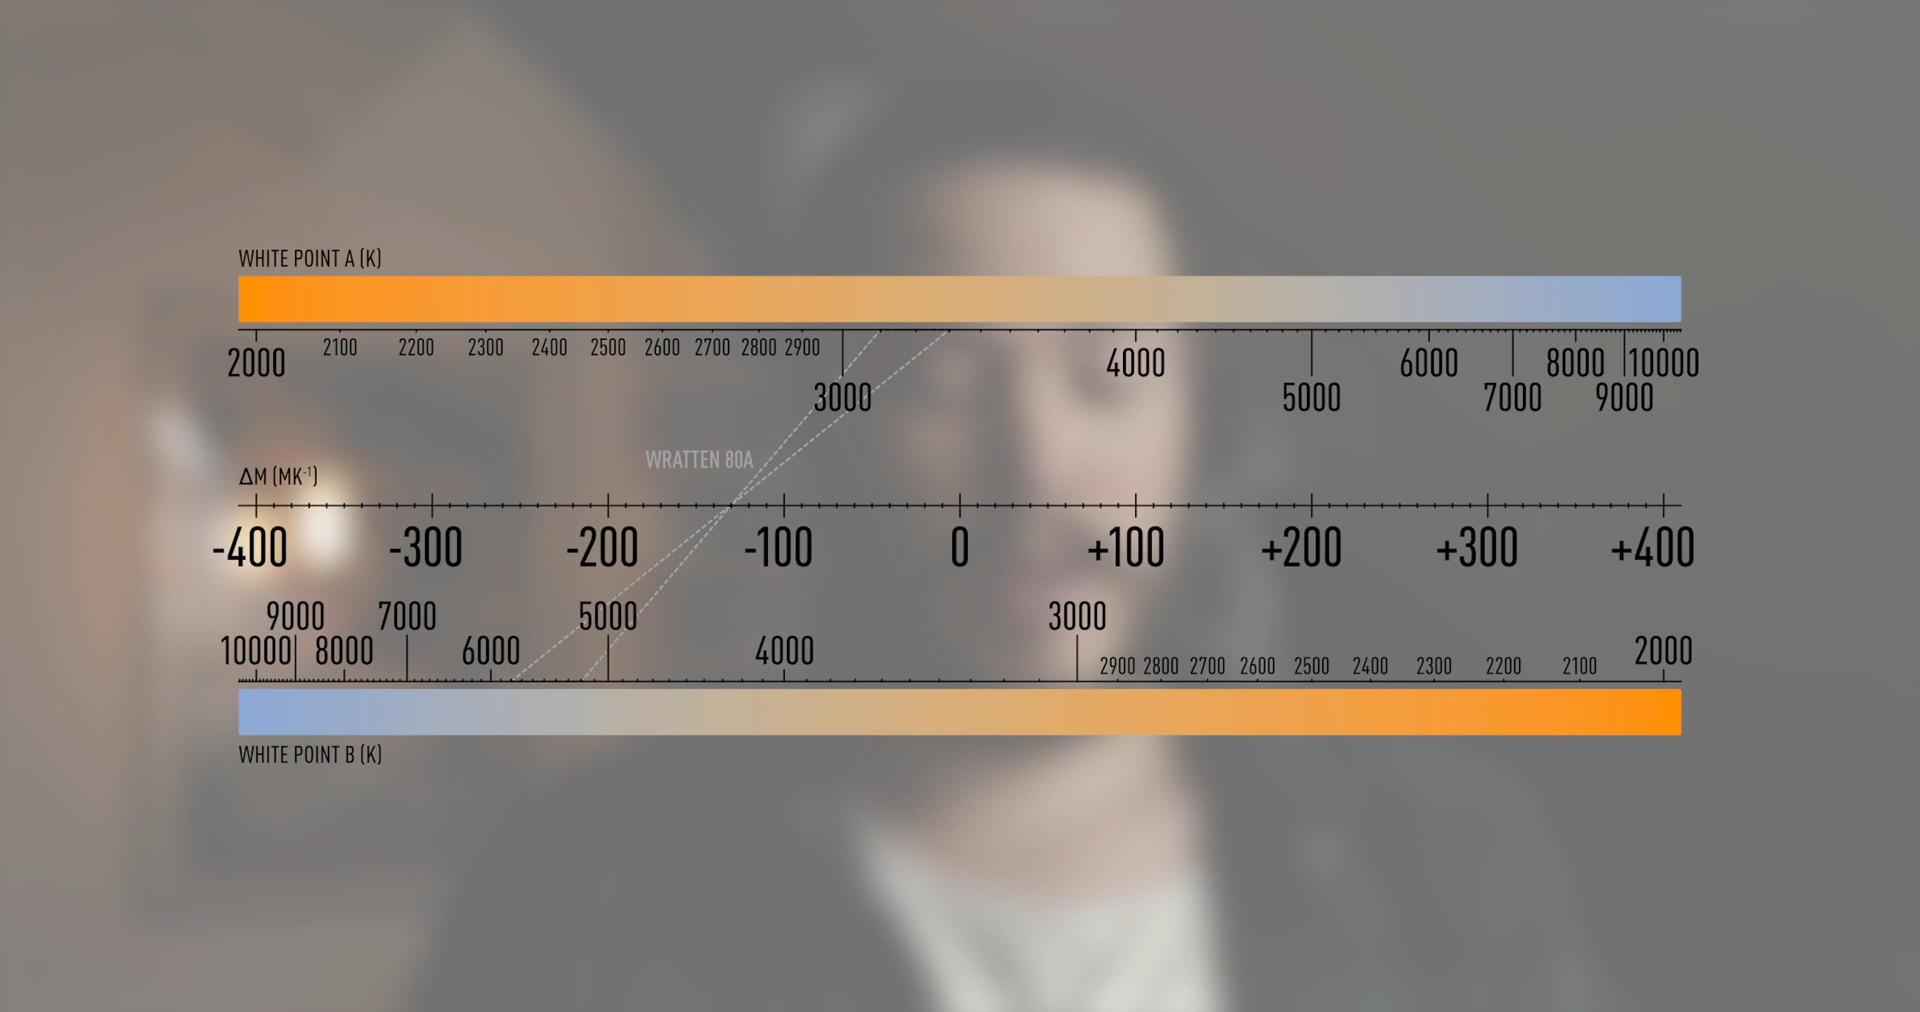 WHITE POINT A (K)
2000 2100 2200 2300 2400 2500 2600 2700 2800 2900 3000 4000 5000 6000 7000 8000 9000 10000
WRATTEN 80A
ΔM (MK⁻¹)
-400 -300 -200 -100 0 +100 +200 +300 +400
10000 9000 8000 7000 6000 5000 4000 3000 2900 2800 2700 2600 2500 2400 2300 2200 2100 2000
WHITE POINT B (K)